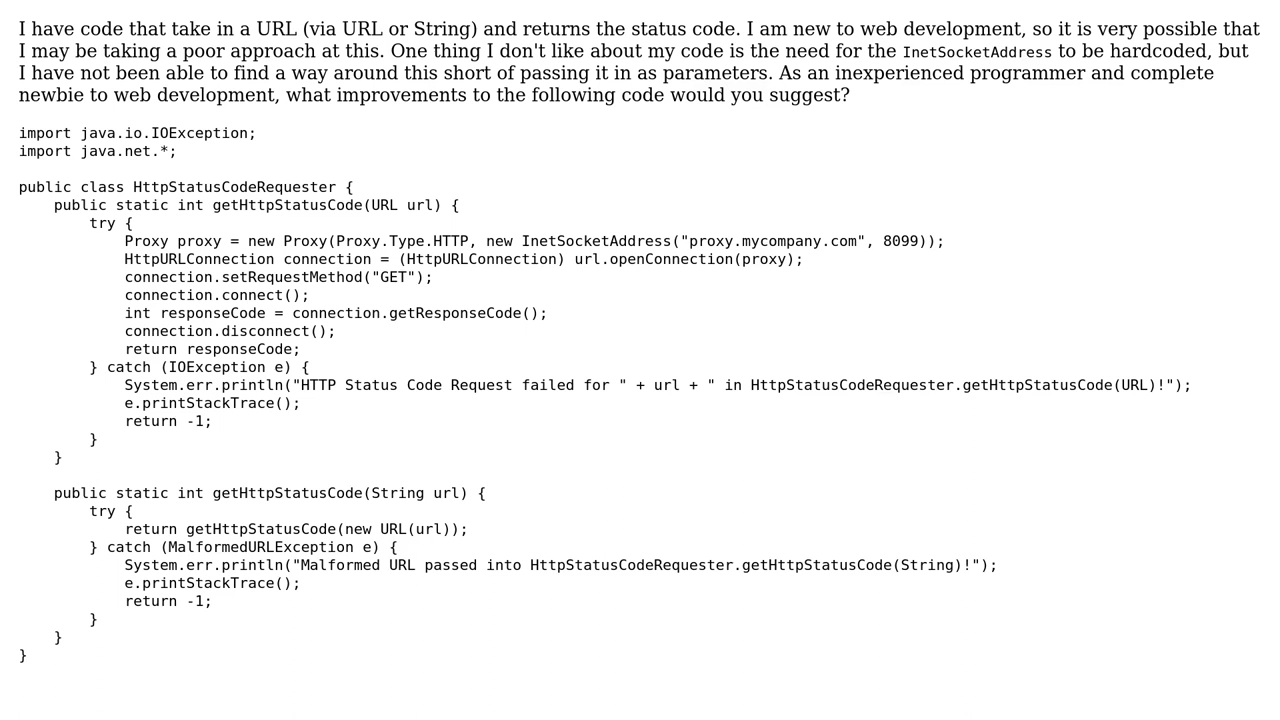 I have code that take in a URL (via URL or String) and returns the status code. I am new to web development, so it is very possible that
I may be taking a poor approach at this. One thing I don't like about my code is the need for the InetSocketAddress to be hardcoded, but
I have not been able to find a way around this short of passing it in as parameters. As an inexperienced programmer and complete
newbie to web development, what improvements to the following code would you suggest?

import java.io.IOException;
import java.net.*;

public class HttpStatusCodeRequester {
    public static int getHttpStatusCode(URL url) {
        try {
            Proxy proxy = new Proxy(Proxy.Type.HTTP, new InetSocketAddress("proxy.mycompany.com", 8099));
            HttpURLConnection connection = (HttpURLConnection) url.openConnection(proxy);
            connection.setRequestMethod("GET");
            connection.connect();
            int responseCode = connection.getResponseCode();
            connection.disconnect();
            return responseCode;
        } catch (IOException e) {
            System.err.println("HTTP Status Code Request failed for " + url + " in HttpStatusCodeRequester.getHttpStatusCode(URL)!");
            e.printStackTrace();
            return -1;
        }
    }

    public static int getHttpStatusCode(String url) {
        try {
            return getHttpStatusCode(new URL(url));
        } catch (MalformedURLException e) {
            System.err.println("Malformed URL passed into HttpStatusCodeRequester.getHttpStatusCode(String)!");
            e.printStackTrace();
            return -1;
        }
    }
}